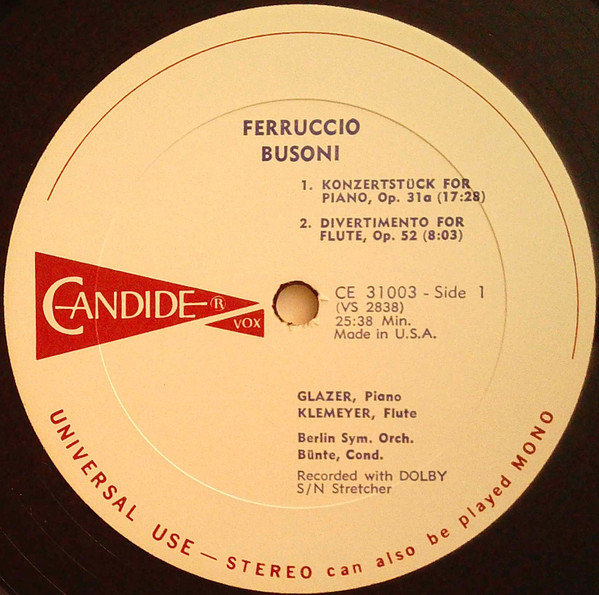 FERRUCCIO
BUSONI
1. KONZERTSTÜCK FOR
PIANO, Op. 31a (17:28)
2. DIVERTIMENTO FOR
FLUTE, Op. 52 (8:03)
CANDIDE ®
VOX
CE 31003 - Side 1
(VS 2838)
25:38 Min.
Made in U.S.A.
GLAZER, Piano
KLEMEYER, Flute
Berlin Sym. Orch.
Bünte, Cond.
Recorded with DOLBY
S/N Stretcher
UNIVERSAL USE — STEREO can also be played MONO